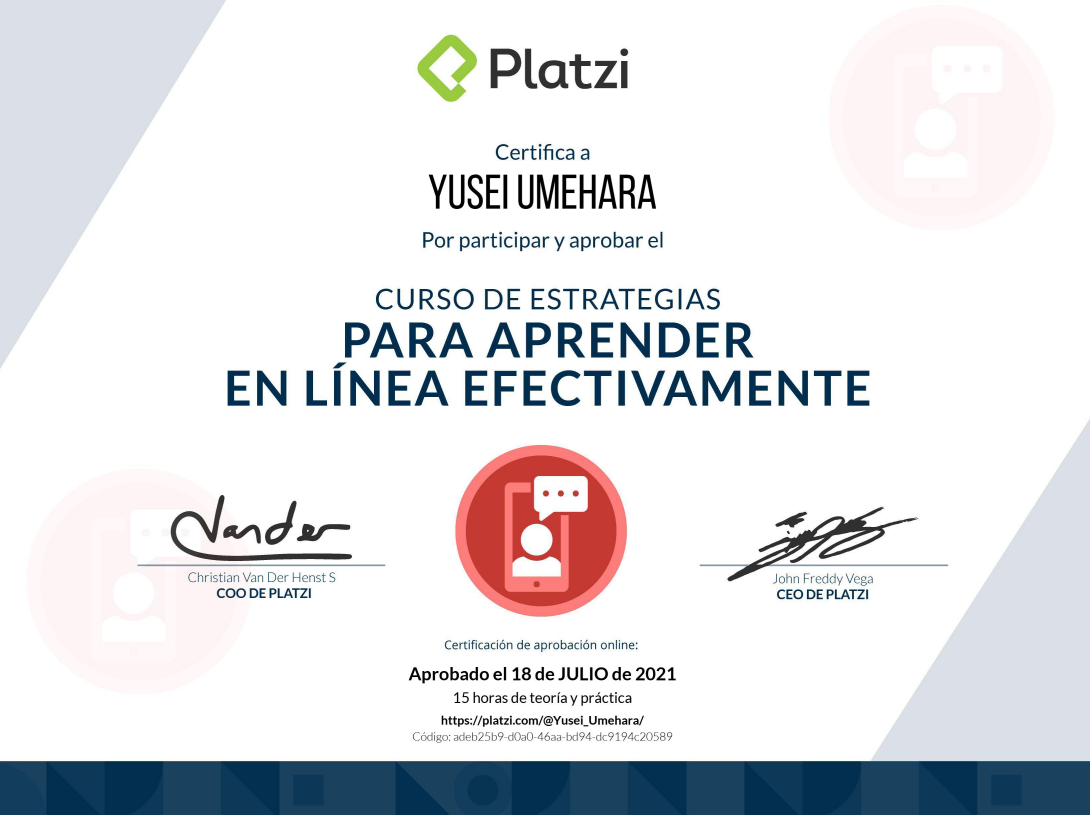 Platzi
Certifica a
YUSEI UMEHARA
Por participar y aprobar el
CURSO DE ESTRATEGIAS
PARA APRENDER
EN LÍNEA EFECTIVAMENTE
Vander
Christian Van Der Henst S
COO DE PLATZI
John Freddy Vega
CEO DE PLATZI
Certificación de aprobación online:
Aprobado el 18 de JULIO de 2021
15 horas de teoría y práctica
https://platzi.com/@Yusei_Umehara/
Código: adeb25b9-d0a0-46aa-bd94-dc9194c20589